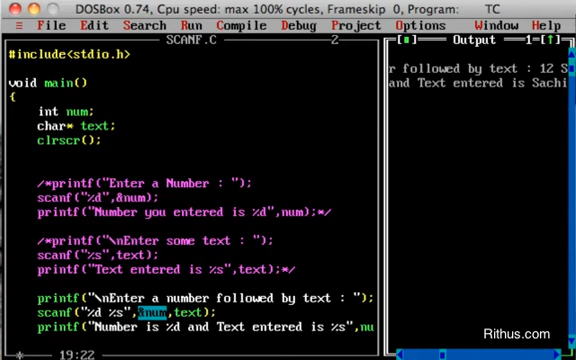 DOSBox 0.74, Cpu speed: max 100% cycles, Frameskip 0, Program: TC
≡ File Edit Search Run Compile Debug Project Options Window Help
SCANF.C 2
Output 1=[↑]
#include<stdio.h>
r followed by text : 12 S
and Text entered is Sachi
void main()
{
int num;
char* text;
clrscr();
/*printf("Enter a Number : ");
scanf("%d",&num);
printf("Number you entered is %d",num);*/
/*printf("\nEnter some text : ");
scanf("%s",text);
printf("Text entered is %s",text);*/
printf("\nEnter a number followed by text : ");
scanf("%d %s",&num,text);
printf("Number is %d and Text entered is %s",nu
19:22
Rithus.com